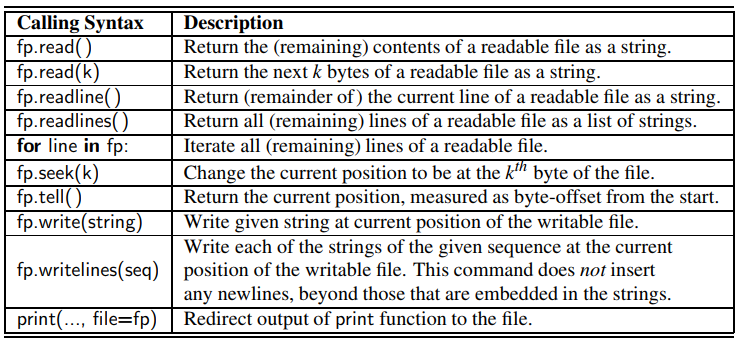 Calling Syntax Description
fp.read( ) Return the (remaining) contents of a readable file as a string.
fp.read(k) Return the next k bytes of a readable file as a string.
fp.readline( ) Return (remainder of ) the current line of a readable file as a string.
fp.readlines( ) Return all (remaining) lines of a readable file as a list of strings.
for line in fp: Iterate all (remaining) lines of a readable file.
fp.seek(k) Change the current position to be at the kth byte of the file.
fp.tell( ) Return the current position, measured as byte-offset from the start.
fp.write(string) Write given string at current position of the writable file.
Write each of the strings of the given sequence at the current
fp.writelines(seq) position of the writable file. This command does not insert
any newlines, beyond those that are embedded in the strings.
print(..., file=fp) Redirect output of print function to the file.